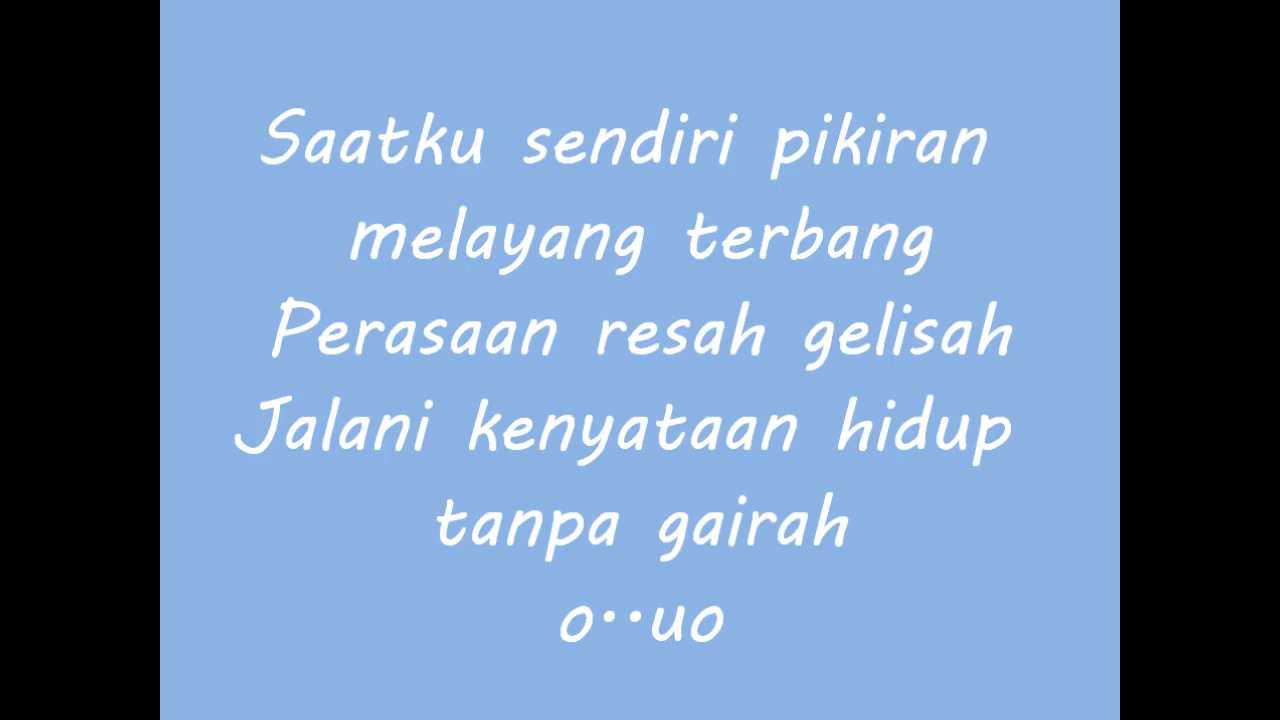 Saatku sendiri pikiran
melayang terbang
Perasaan resah gelisah
Jalani kenyataan hidup
tanpa gairah
o..uo